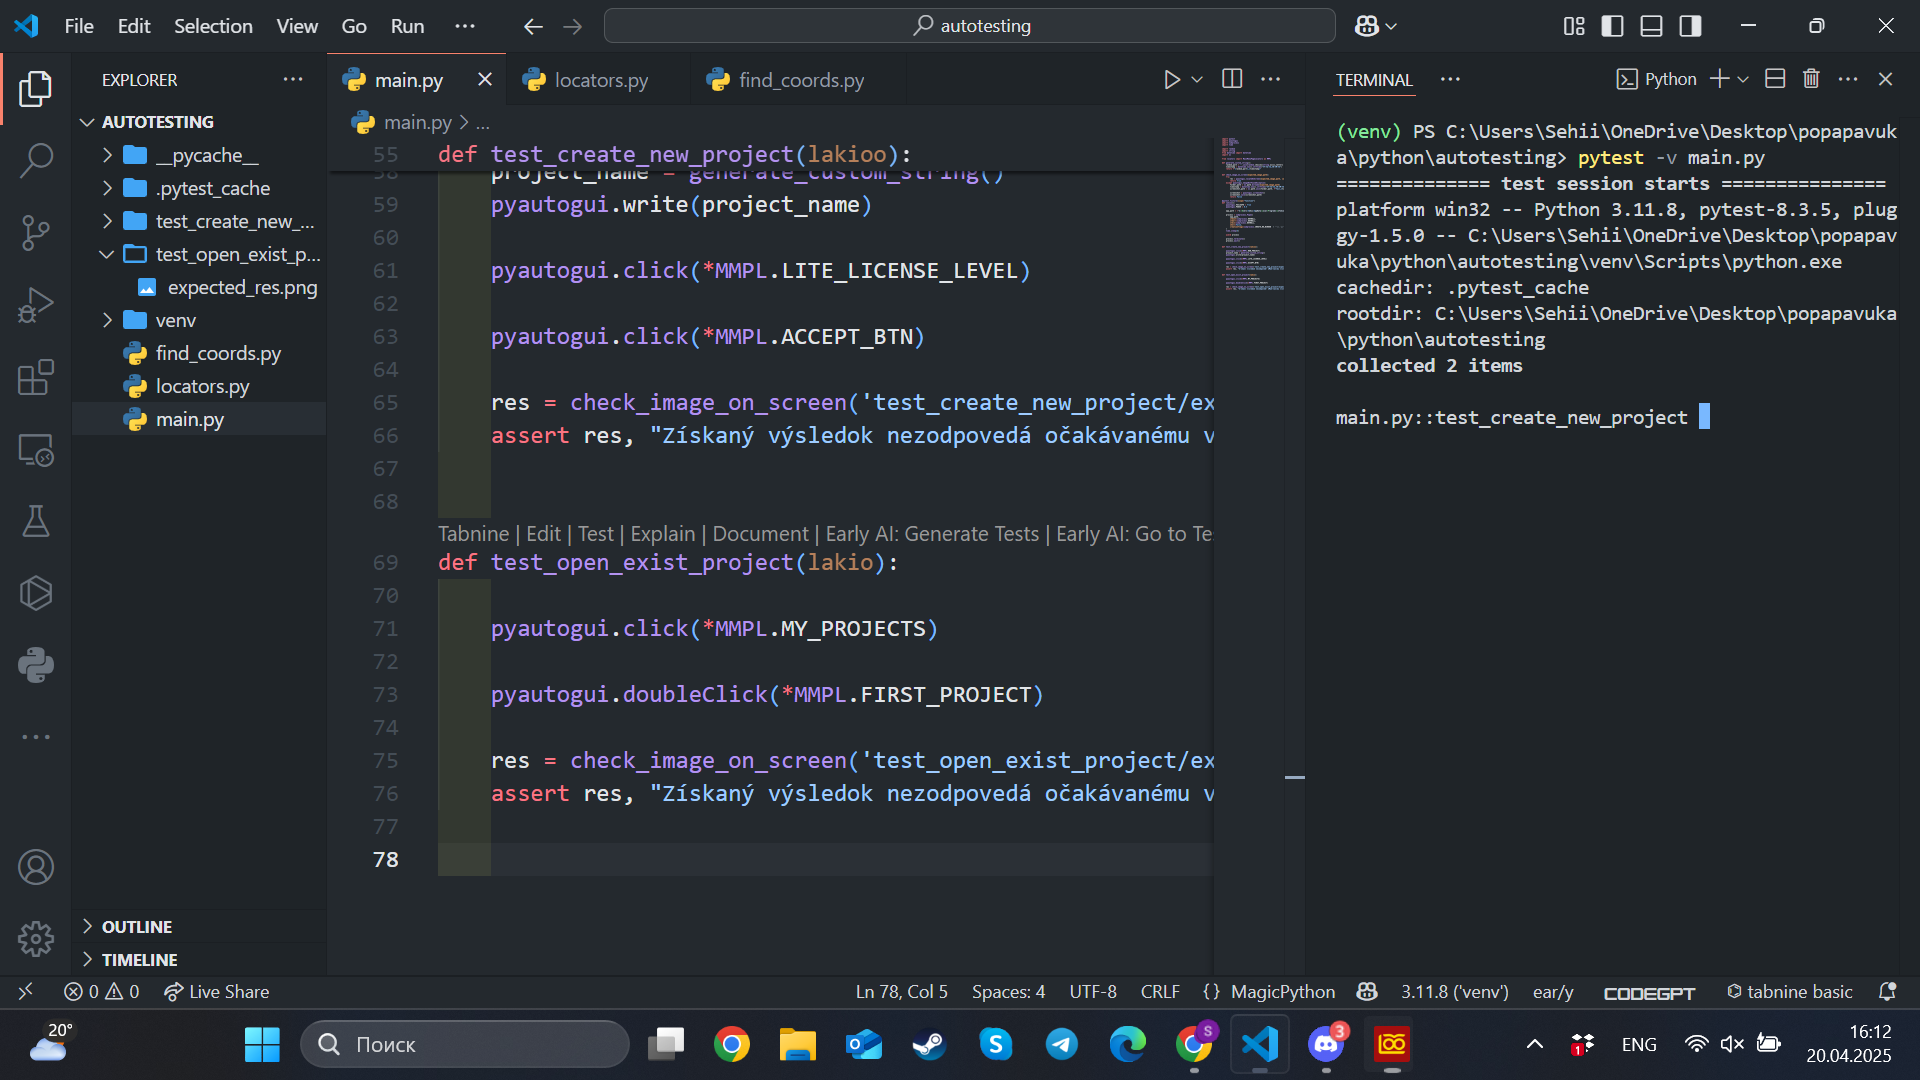 File Edit Selection View Go Run ...
autotesting
EXPLORER
AUTOTESTING
__pycache__
.pytest_cache
test_create_new_...
test_open_exist_p...
expected_res.png
venv
find_coords.py
locators.py
main.py
OUTLINE
TIMELINE
main.py locators.py find_coords.py
main.py > ...
55 def test_create_new_project(lakioo):
58 project_name = generate_custom_string()
59 pyautogui.write(project_name)
60
61 pyautogui.click(*MMPL.LITE_LICENSE_LEVEL)
62
63 pyautogui.click(*MMPL.ACCEPT_BTN)
64
65 res = check_image_on_screen('test_create_new_project/ex
66 assert res, "Získaný výsledok nezodpovedá očakávanému v
67
68
Tabnine | Edit | Test | Explain | Document | Early AI: Generate Tests | Early AI: Go to Te
69 def test_open_exist_project(lakio):
70
71 pyautogui.click(*MMPL.MY_PROJECTS)
72
73 pyautogui.doubleClick(*MMPL.FIRST_PROJECT)
74
75 res = check_image_on_screen('test_open_exist_project/ex
76 assert res, "Získaný výsledok nezodpovedá očakávanému v
77
78
TERMINAL ... Python
(venv) PS C:\Users\Sehii\OneDrive\Desktop\popapavuk
a\python\autotesting> pytest -v main.py
============== test session starts ===============
platform win32 -- Python 3.11.8, pytest-8.3.5, plug
gy-1.5.0 -- C:\Users\Sehii\OneDrive\Desktop\popapav
uka\python\autotesting\venv\Scripts\python.exe
cachedir: .pytest_cache
rootdir: C:\Users\Sehii\OneDrive\Desktop\popapavuka
\python\autotesting
collected 2 items
main.py::test_create_new_project
0 0 Live Share Ln 78, Col 5 Spaces: 4 UTF-8 CRLF {} MagicPython 3.11.8 ('venv') ear/y CODEGPT tabnine basic
20° Поиск S 3 1 ENG 16:12
20.04.2025